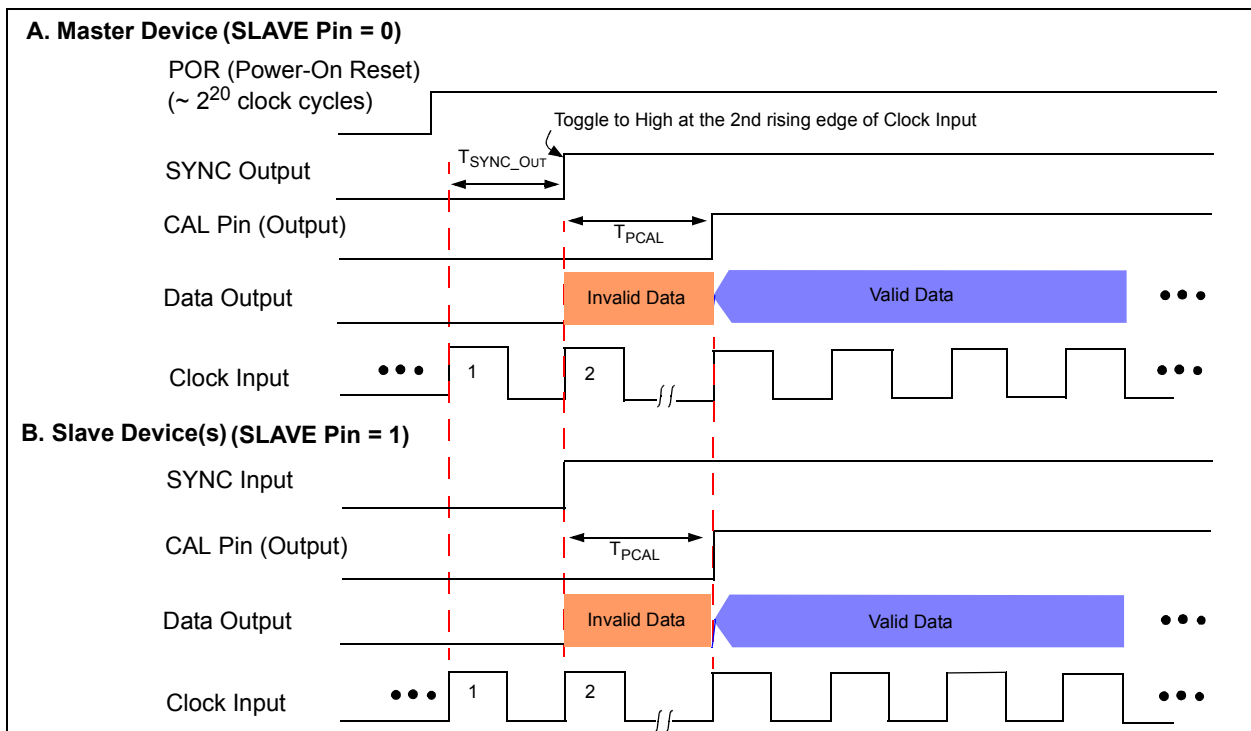 A. Master Device (SLAVE Pin = 0)
POR (Power-On Reset)
(~ 2^20 clock cycles)
Toggle to High at the 2nd rising edge of Clock Input
T_SYNC_OUT
SYNC Output
CAL Pin (Output)
T_PCAL
Data Output
Invalid Data
Valid Data
•••
Clock Input
•••
1
2
•••
B. Slave Device(s) (SLAVE Pin = 1)
SYNC Input
CAL Pin (Output)
T_PCAL
Data Output
Invalid Data
Valid Data
•••
Clock Input
•••
1
2
•••